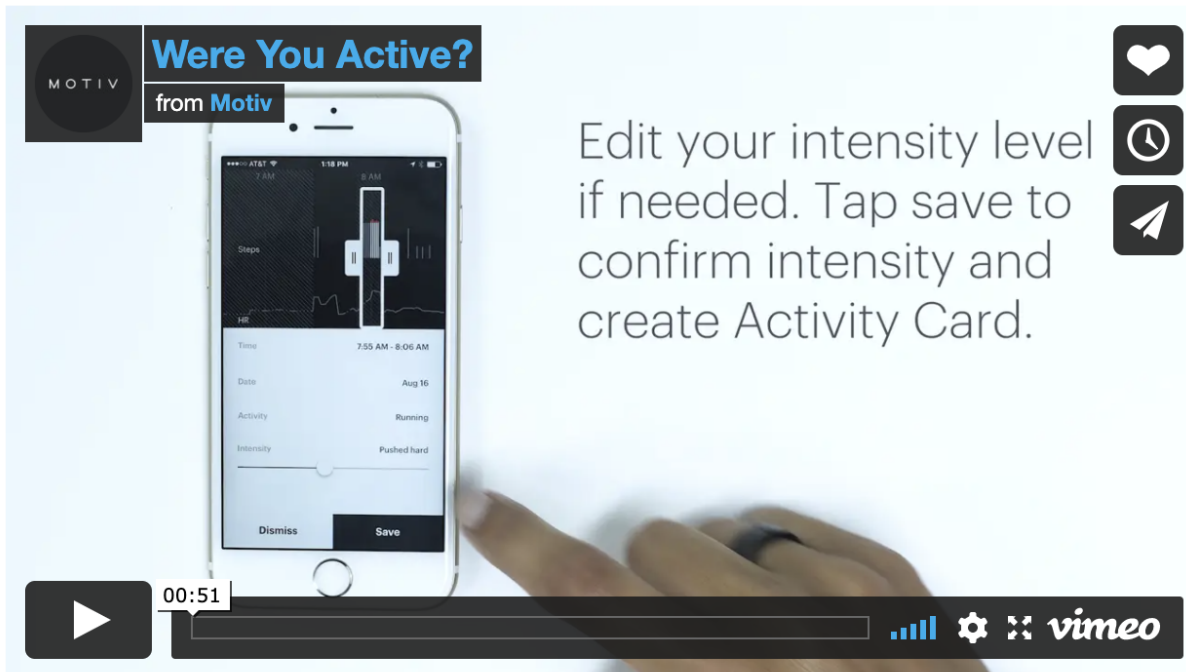 MOTIV
Were You Active?
from Motiv
Edit your intensity level
if needed. Tap save to
confirm intensity and
create Activity Card.
AT&T 1:18 PM
7 AM 8 AM
Steps
HR
Time 7:55 AM - 8:06 AM
Date Aug 16
Activity Running
Intensity Pushed hard
Dismiss Save
00:51
vimeo